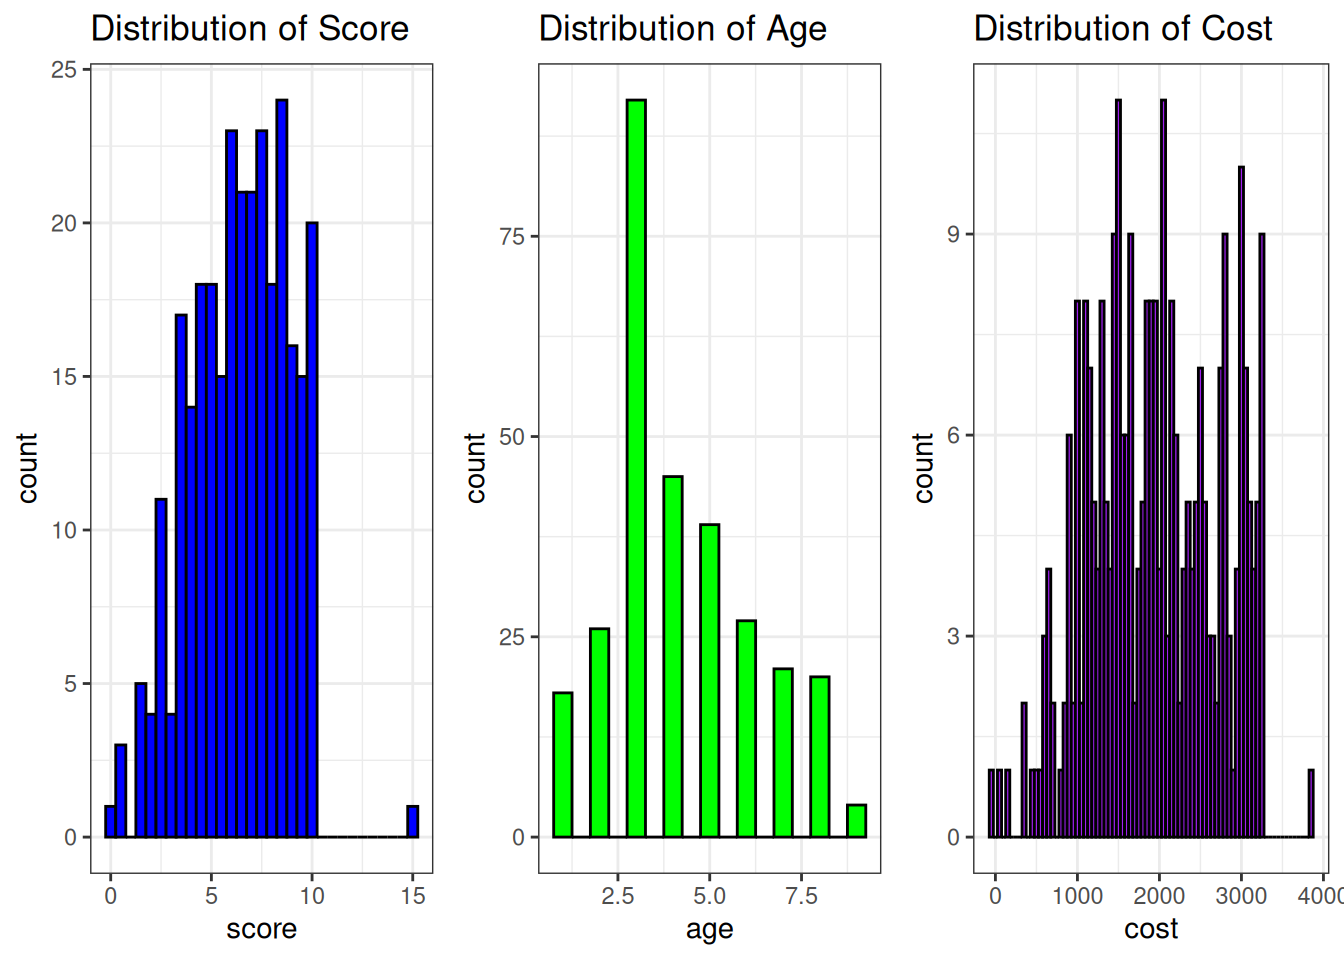 Distribution of Score
25
20
15
10
5
0
count
0 5 10 15
score
Distribution of Age
75
50
25
0
count
2.5 5.0 7.5
age
Distribution of Cost
9
6
3
0
count
0 1000 2000 3000 4000
cost